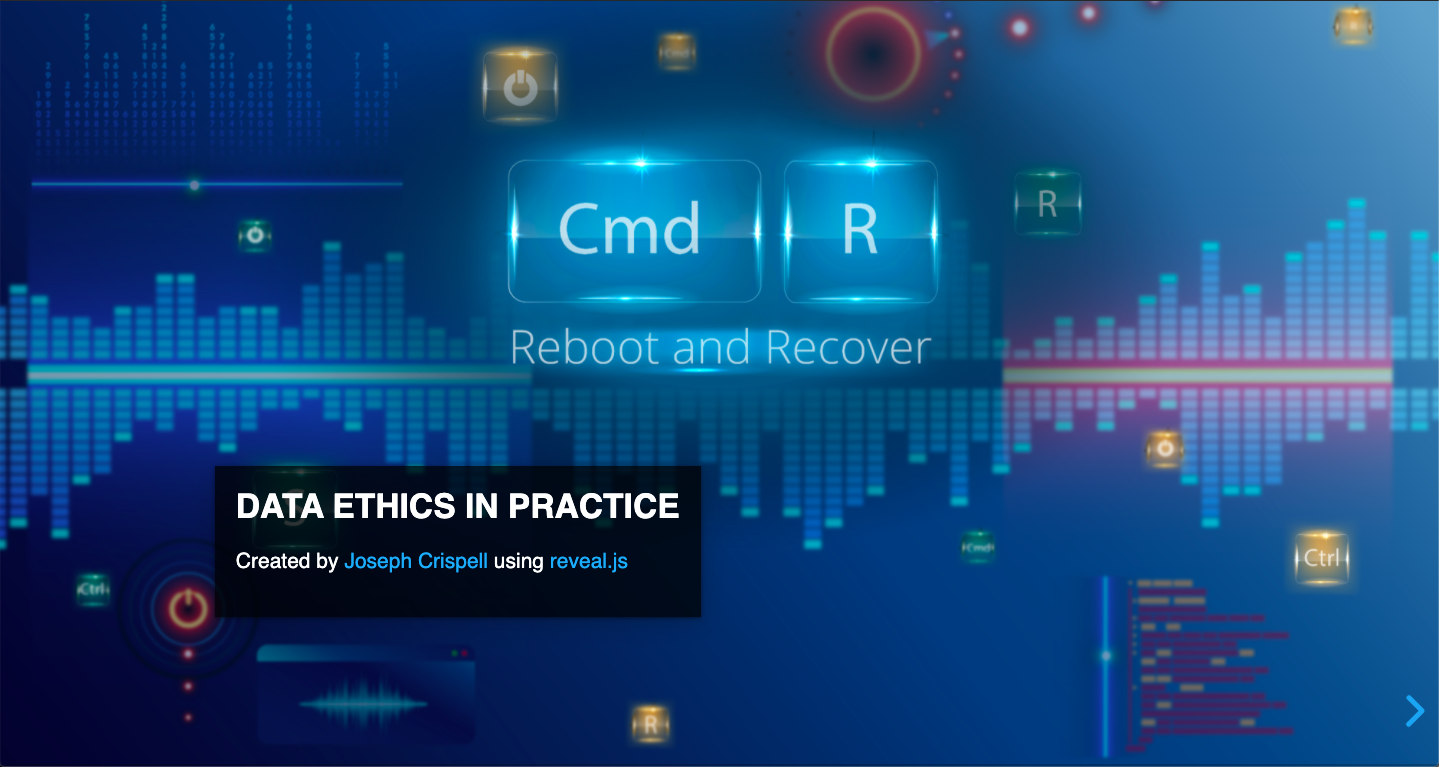 Cmd
R
Cmd R
R
Reboot and Recover
DATA ETHICS IN PRACTICE
Created by Joseph Crispell using reveal.js
Cmd
Ctrl
Ctrl
R